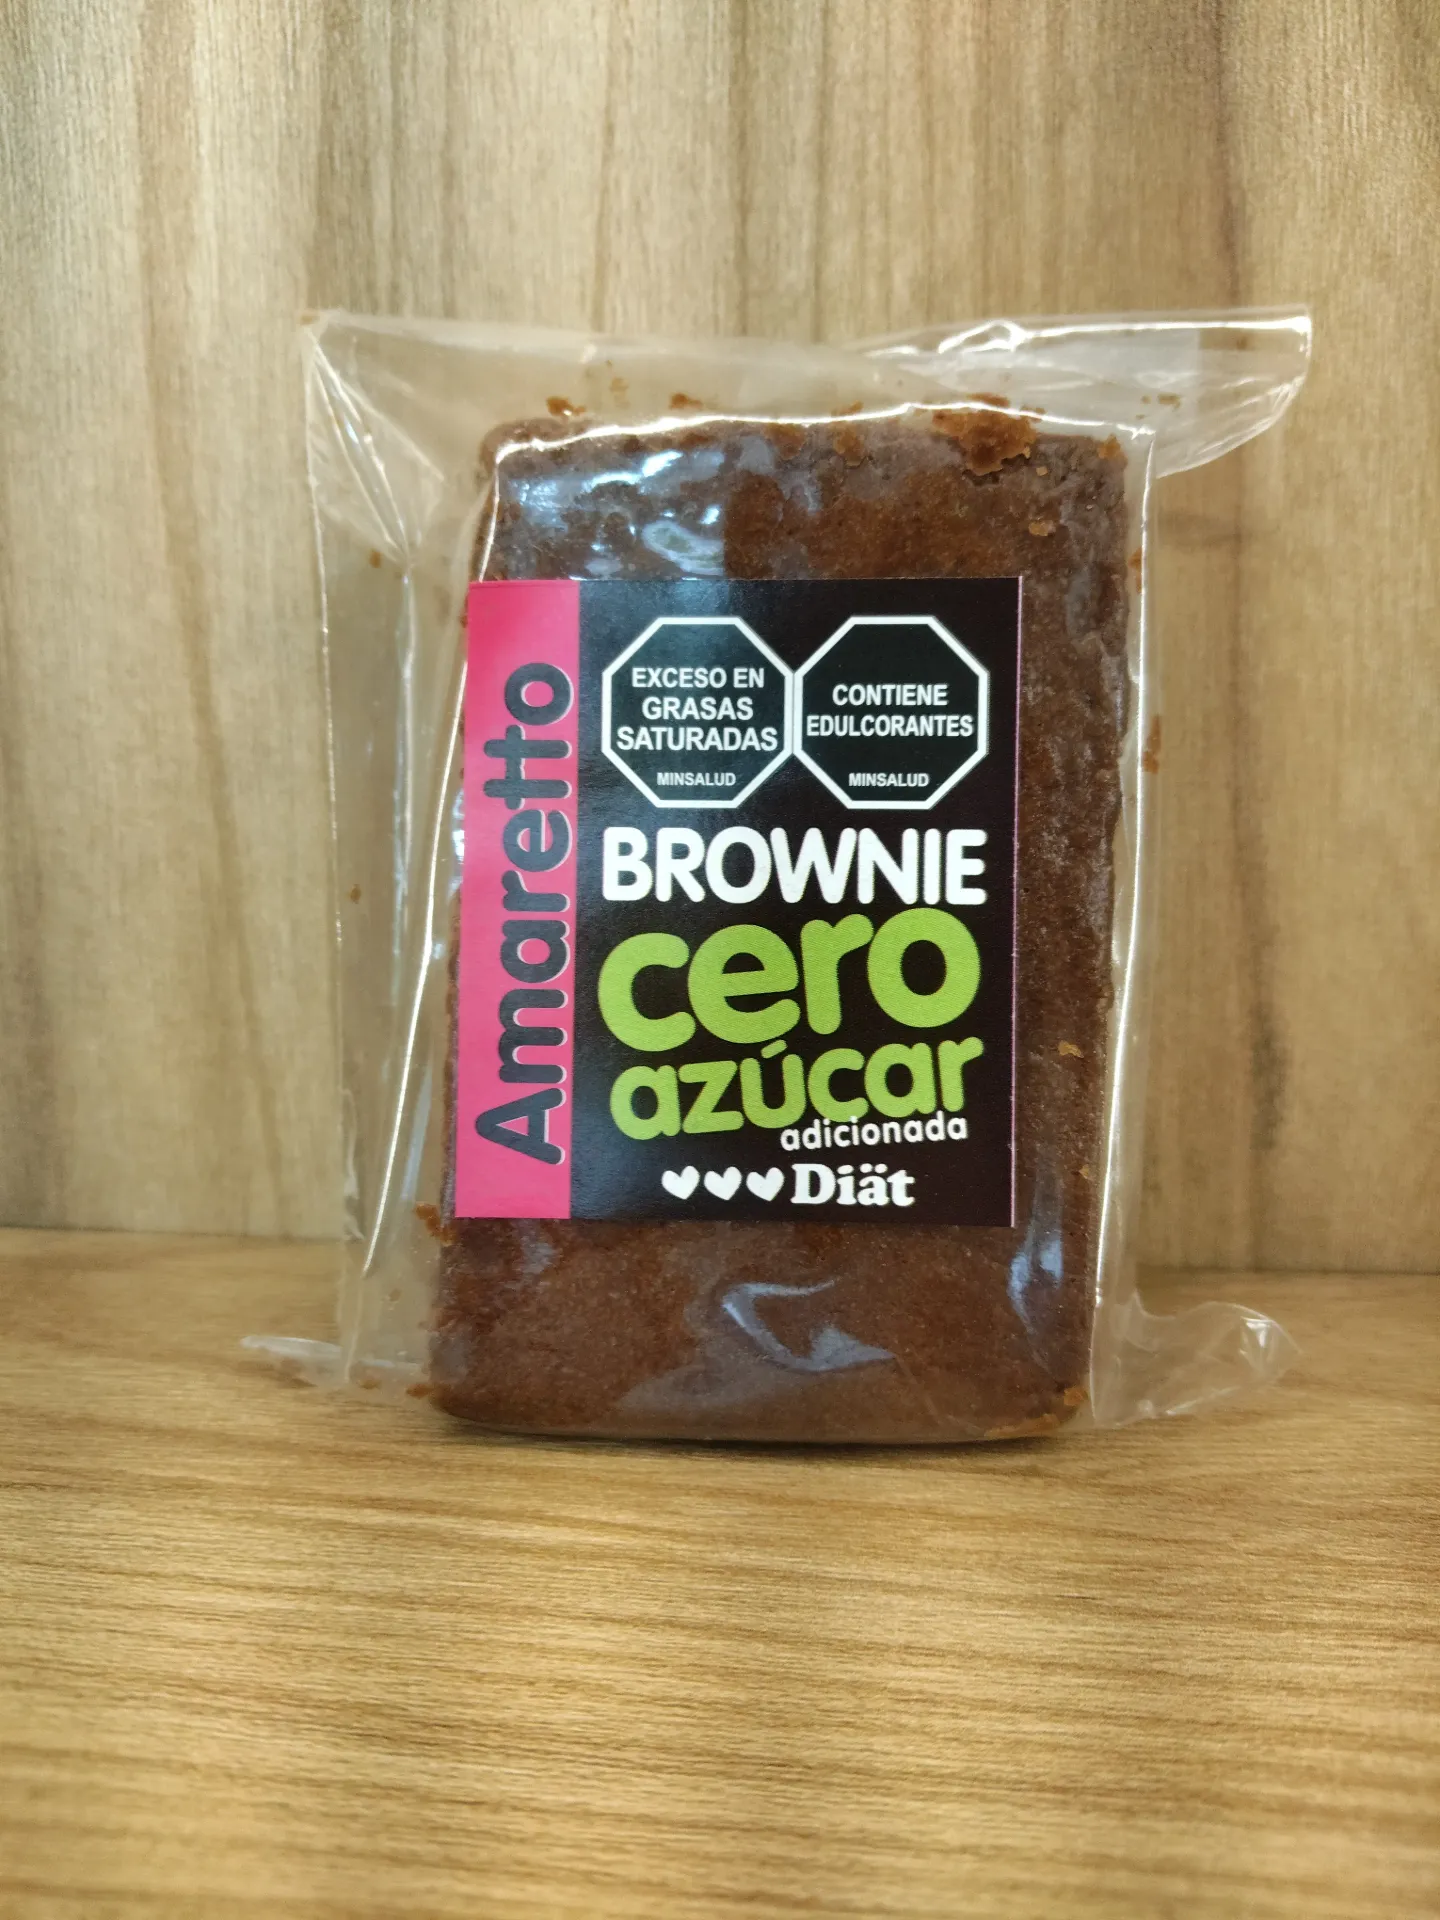 Amaretto
EXCESO EN
GRASAS
SATURADAS
MINSALUD
CONTIENE
EDULCORANTES
MINSALUD
BROWNIE
cero
azúcar
adicionada
Diät